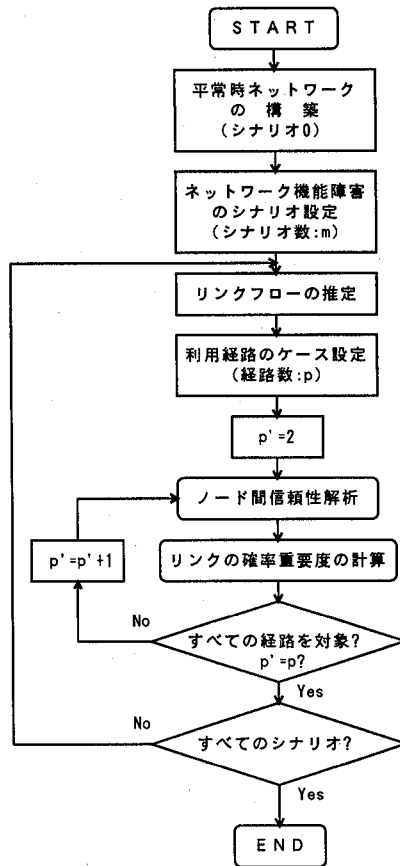 START
平常時ネットワーク
の構築
(シナリオ0)
ネットワーク機能障害
のシナリオ設定
(シナリオ数:m)
リンクフローの推定
利用経路のケース設定
(経路数:p)
p'=2
ノード間信頼性解析
p'=p'+1
リンクの確率重要度の計算
No
すべての経路を対象?
p'=p?
Yes
No
すべてのシナリオ?
Yes
END